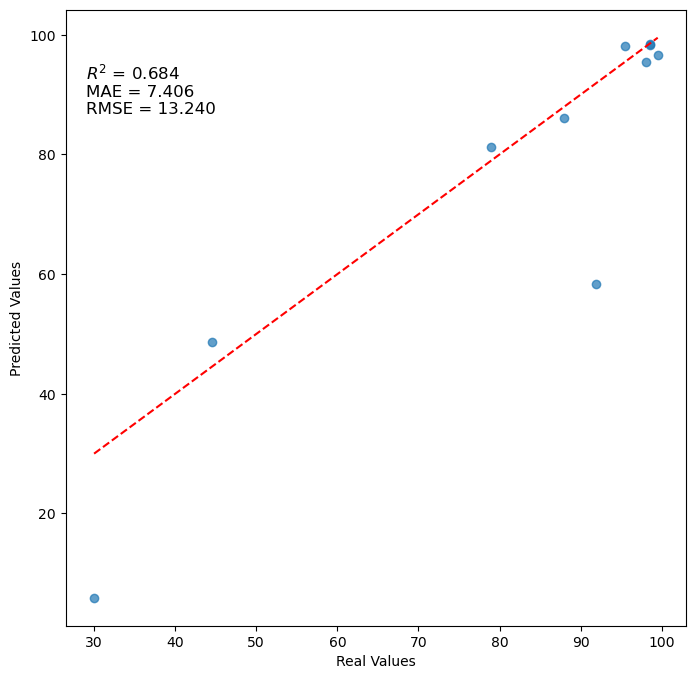 R² = 0.684
MAE = 7.406
RMSE = 13.240
100
80
60
40
20
Predicted Values
30 40 50 60 70 80 90 100
Real Values